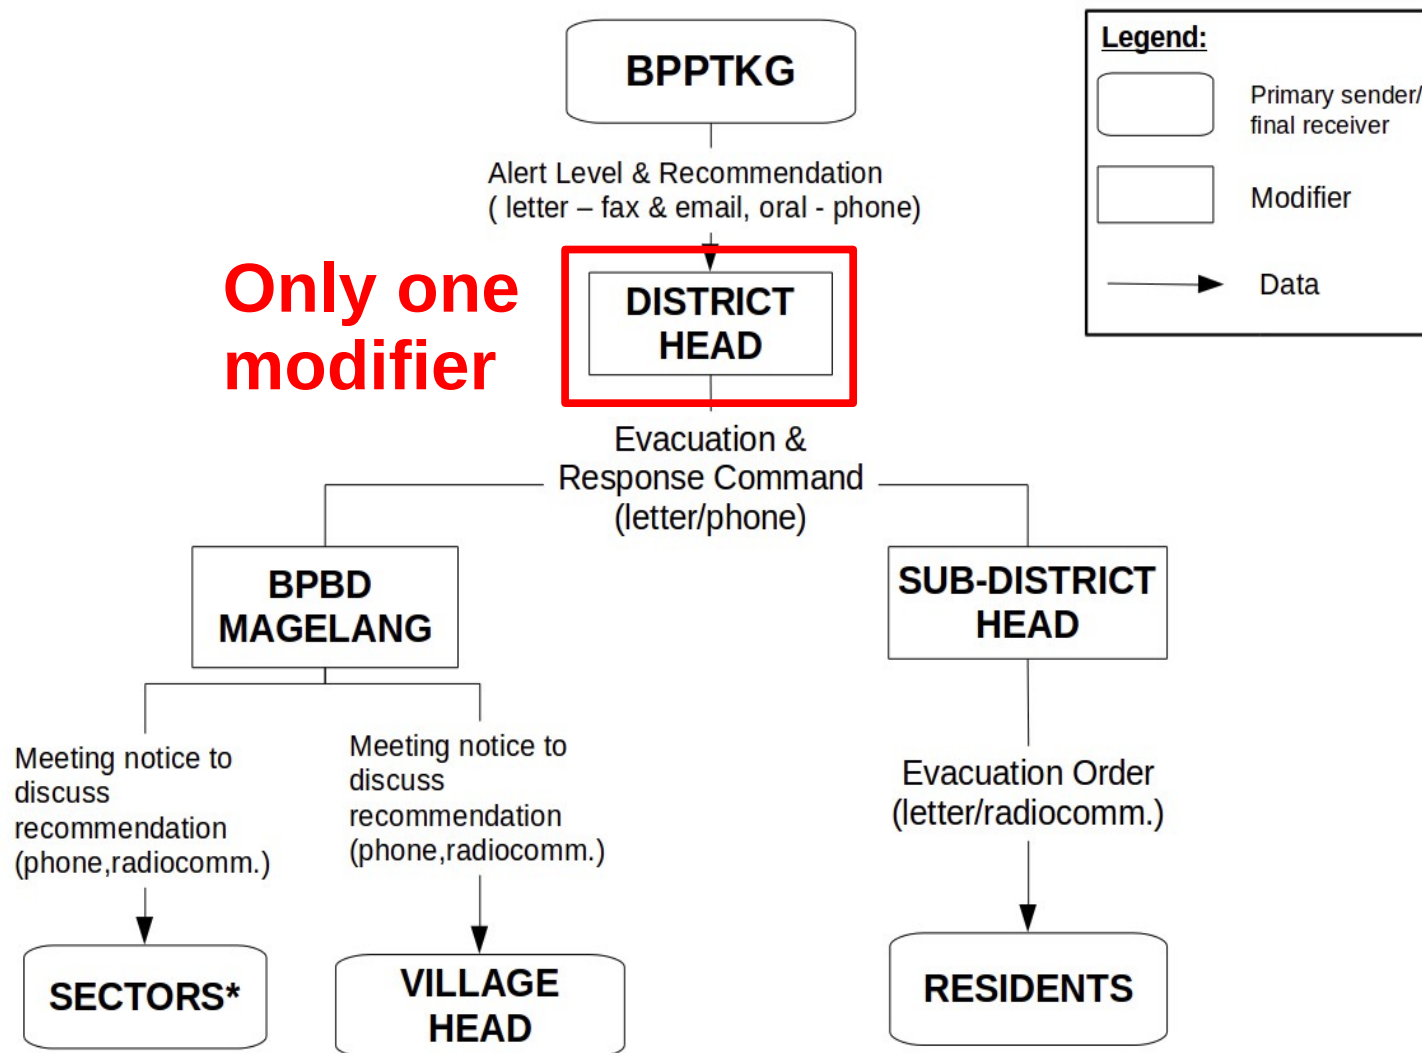 BPPTKG
Legend:
Primary sender/
final receiver
Modifier
Data
Alert Level & Recommendation
( letter – fax & email, oral - phone)
Only one
modifier
DISTRICT
HEAD
Evacuation &
Response Command
(letter/phone)
BPBD
MAGELANG
SUB-DISTRICT
HEAD
Meeting notice to
discuss
recommendation
(phone,radiocomm.)
Meeting notice to
discuss
recommendation
(phone,radiocomm.)
Evacuation Order
(letter/radiocomm.)
SECTORS*
VILLAGE
HEAD
RESIDENTS